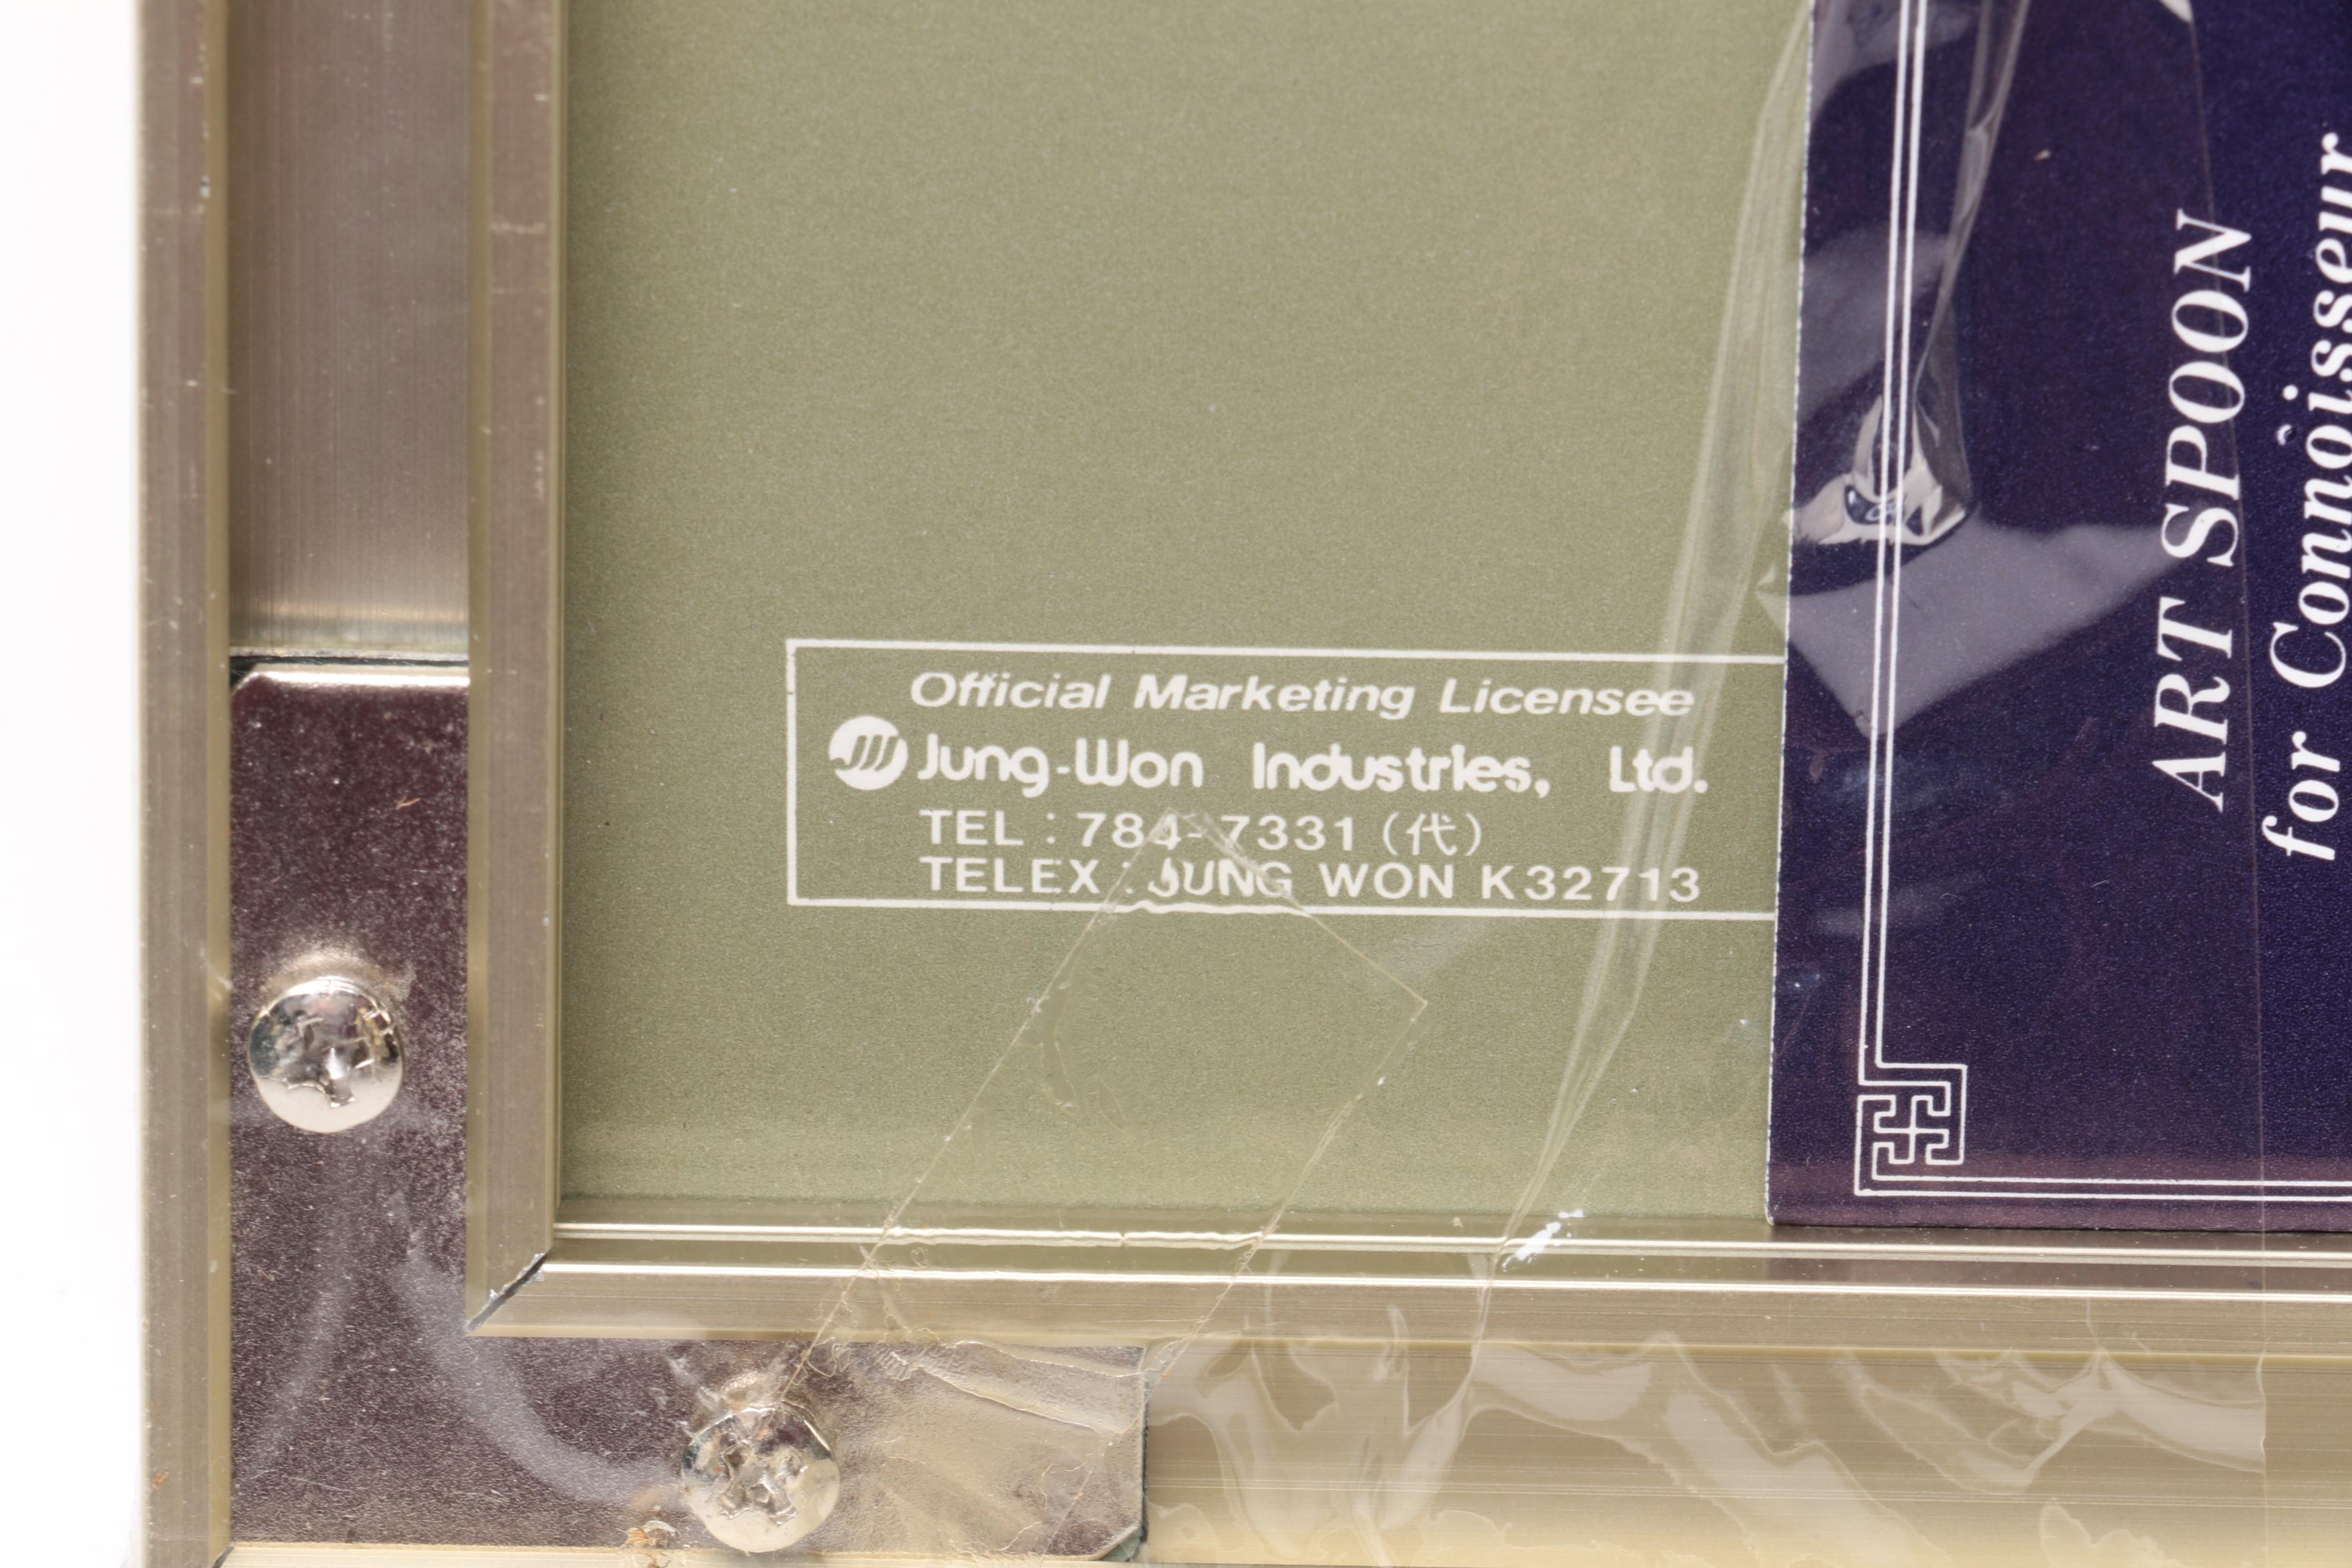 Official Marketing Licensee
Jung-Won Industries, Ltd.
TEL : 784-7331 (代)
TELEX : JUNG WON K32713
ART SPOON
for Connoisseur